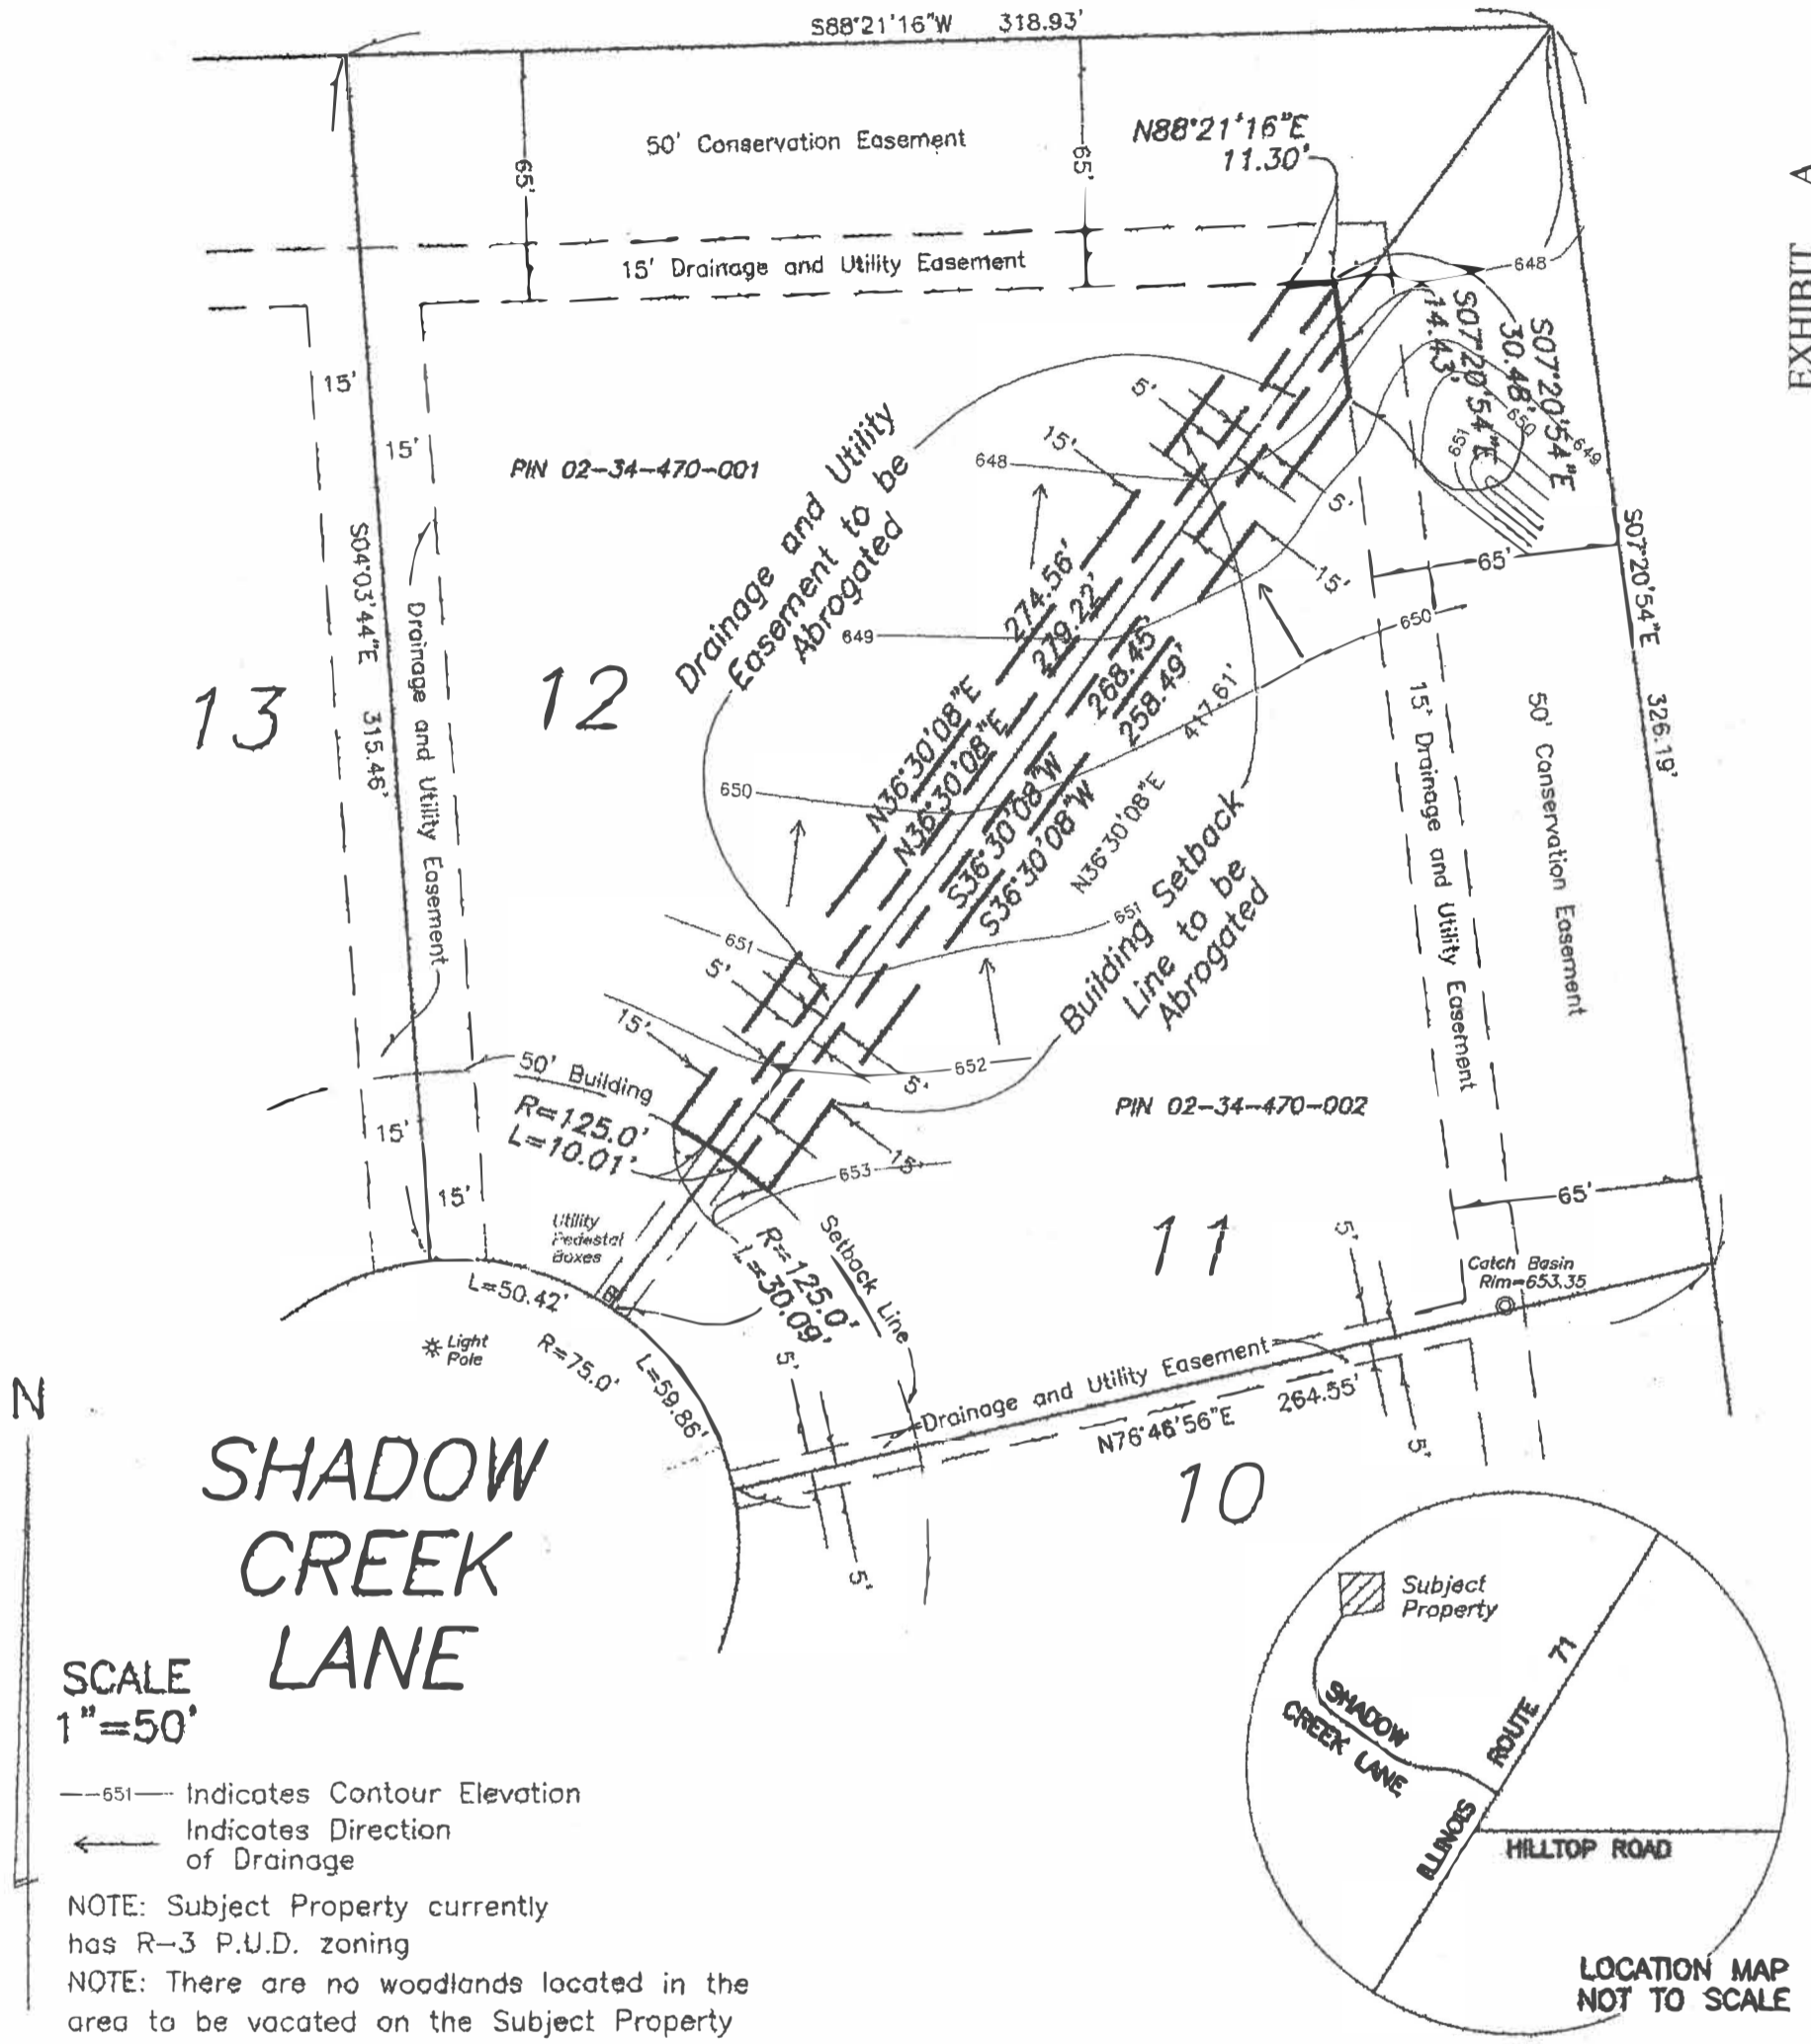 S88°21'16"W 318.93'
EXHIBIT A
50' Conservation Easement
65'
65'
N88°21'16"E
11.30'
15' Drainage and Utility Easement
648
S07°20'54"E
30.48'
S07°20'54"E
14.43'
651
650
649
15'
15'
PIN 02-34-470-001
Drainage and Utility
Easement to be
Abrogated
5'
15'
648
5'
15'
65'
S07°20'54"E 326.19'
S04°03'44"E 315.46'
Drainage and Utility Easement
13
12
649
650
650
N36°30'08"E 274.56'
N36°30'08"E 279.22'
S36°30'08"W 268.45'
S36°30'08"W 258.49'
N36°30'08"E 417.61'
15' Drainage and Utility Easement
50' Conservation Easement
Building Setback
Line to be
Abrogated
651
651
5'
15'
5'
652
15'
653
PIN 02-34-470-002
50' Building
R=125.0'
L=10.01'
15'
15'
Utility
Pedestal
Boxes
R=125.0'
L=30.09'
Setback Line
11
65'
5'
Catch Basin
Rim=653.35
L=50.42'
Light
Pole
R=75.0'
L=59.86'
5'
Drainage and Utility Easement
N76°46'56"E 264.55'
5'
5'
10
N
SHADOW
CREEK
LANE
SCALE
1"=50'
651 Indicates Contour Elevation
Indicates Direction
of Drainage
NOTE: Subject Property currently
has R-3 P.U.D. zoning
NOTE: There are no woodlands located in the
area to be vacated on the Subject Property
Subject
Property
SHADOW
CREEK LANE
ILLINOIS ROUTE 71
HILLTOP ROAD
LOCATION MAP
NOT TO SCALE